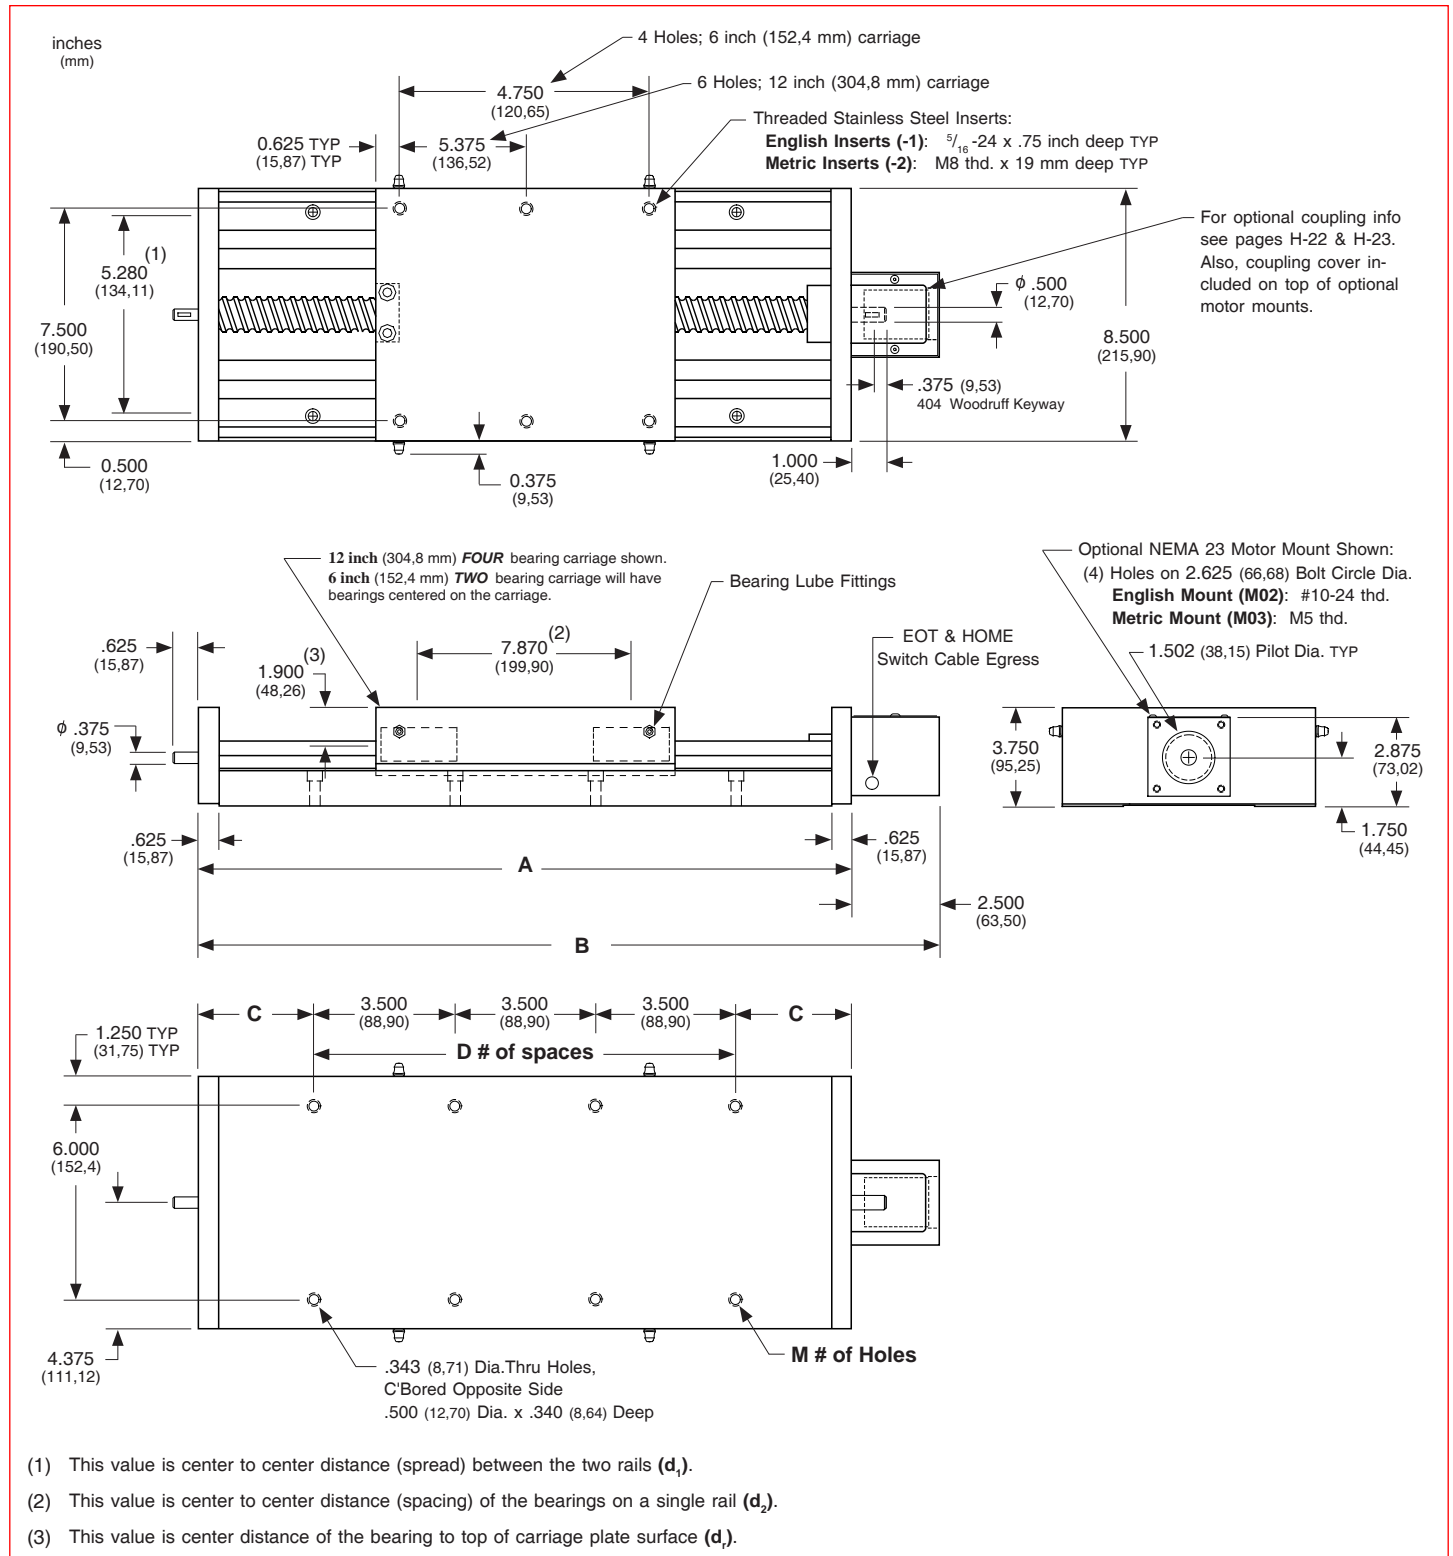 inches
(mm)
4 Holes; 6 inch (152,4 mm) carriage
4.750
(120,65)
6 Holes; 12 inch (304,8 mm) carriage
0.625 TYP
(15,87) TYP
5.375
(136,52)
Threaded Stainless Steel Inserts:
English Inserts (-1): 5/16 -24 x .75 inch deep TYP
Metric Inserts (-2): M8 thd. x 19 mm deep TYP
For optional coupling info
see pages H-22 & H-23.
Also, coupling cover in-
cluded on top of optional
motor mounts.
(1)
5.280
(134,11)
7.500
(190,50)
ϕ .500
(12,70)
8.500
(215,90)
.375 (9,53)
404 Woodruff Keyway
0.500
(12,70)
0.375
(9,53)
1.000
(25,40)
12 inch (304,8 mm) FOUR bearing carriage shown.
6 inch (152,4 mm) TWO bearing carriage will have
bearings centered on the carriage.
Bearing Lube Fittings
Optional NEMA 23 Motor Mount Shown:
(4) Holes on 2.625 (66,68) Bolt Circle Dia.
English Mount (M02): #10-24 thd.
Metric Mount (M03): M5 thd.
1.502 (38,15) Pilot Dia. TYP
EOT & HOME
Switch Cable Egress
.625
(15,87)
(3)
1.900
(48,26)
(2)
7.870
(199,90)
ϕ .375
(9,53)
3.750
(95,25)
2.875
(73,02)
1.750
(44,45)
.625
(15,87)
.625
(15,87)
A
2.500
(63,50)
B
C
3.500
(88,90)
3.500
(88,90)
3.500
(88,90)
C
1.250 TYP
(31,75) TYP
D # of spaces
6.000
(152,4)
4.375
(111,12)
.343 (8,71) Dia.Thru Holes,
C'Bored Opposite Side
.500 (12,70) Dia. x .340 (8,64) Deep
M # of Holes
(1) This value is center to center distance (spread) between the two rails (d1).
(2) This value is center to center distance (spacing) of the bearings on a single rail (d2).
(3) This value is center distance of the bearing to top of carriage plate surface (dr).